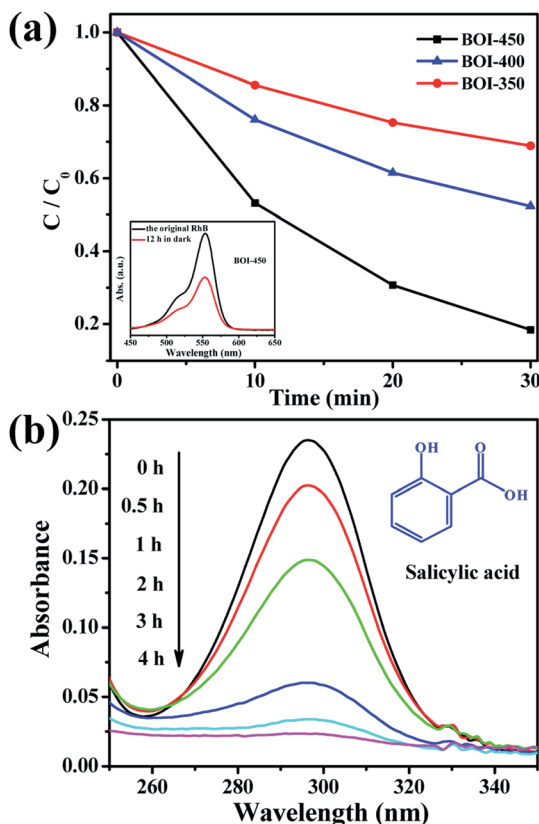 (a)
BOI-450
BOI-400
BOI-350
1.0
0.8
0.6
0.4
0.2
C / C0
the original RhB
12 h in dark
BOI-450
Abs. (a.u.)
450 500 550 600 650
Wavelength (nm)
0 10 20 30
Time (min)
(b)
0.25
0.20
0.15
0.10
0.05
0.00
Absorbance
0 h
0.5 h
1 h
2 h
3 h
4 h
OH
O
OH
Salicylic acid
260 280 300 320 340
Wavelength (nm)